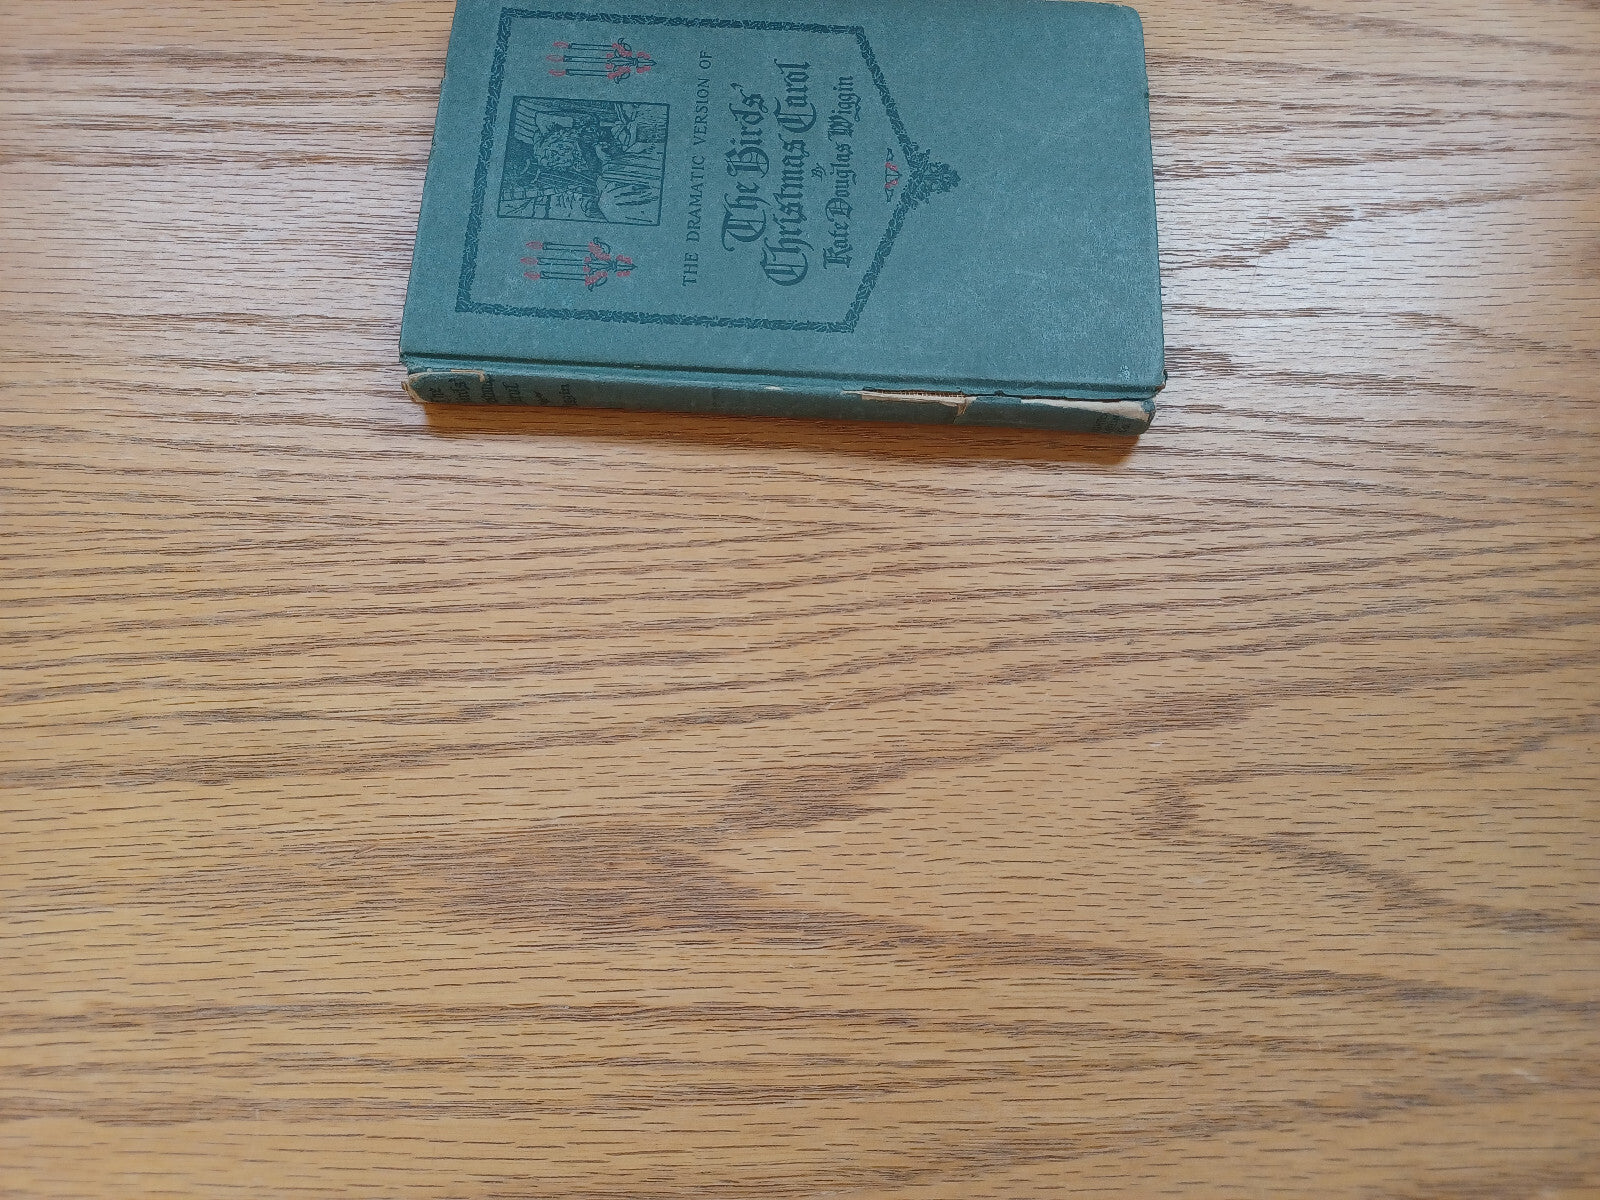 THE DRAMATIC VERSION OF
The Birds'
Christmas Carol
By
Kate Douglas Wiggin